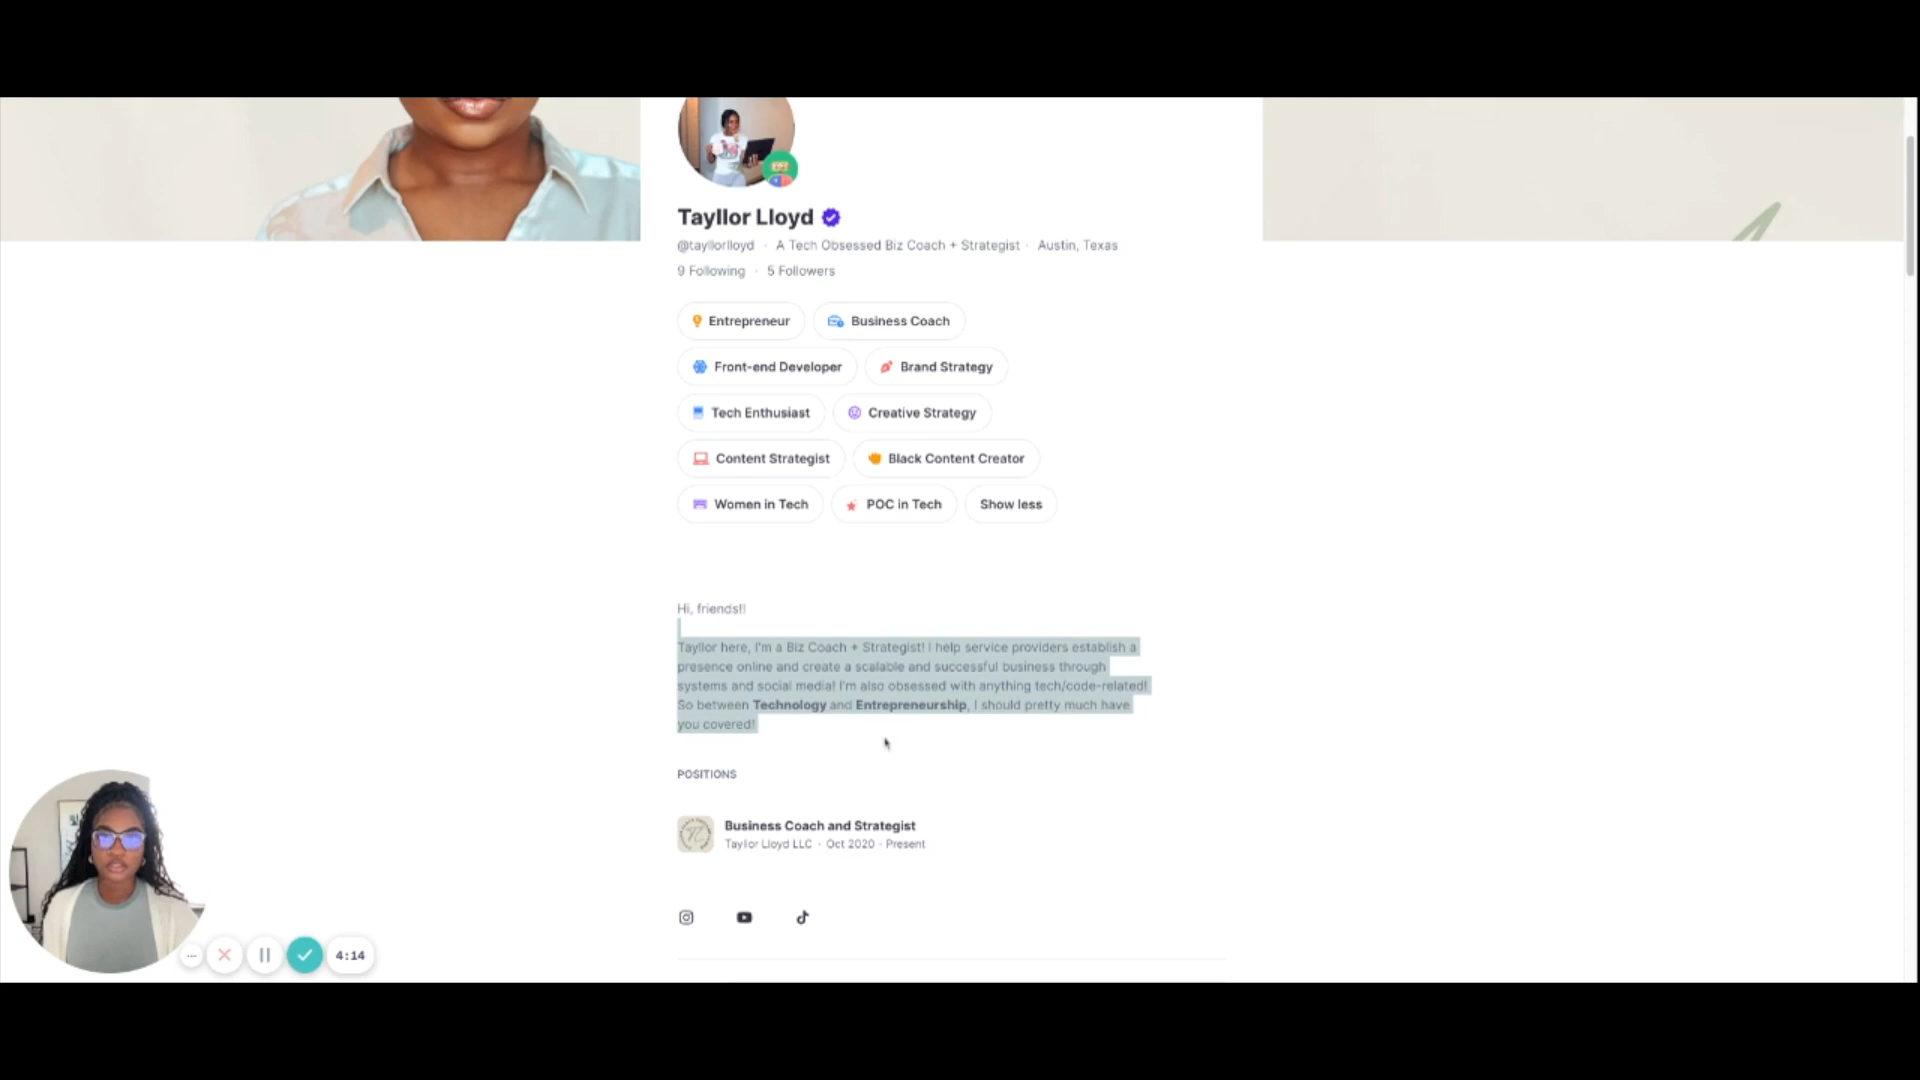 Tayllor Lloyd
@tayllorlloyd · A Tech Obsessed Biz Coach + Strategist · Austin, Texas
9 Following · 5 Followers
Entrepreneur Business Coach
Front-end Developer Brand Strategy
Tech Enthusiast Creative Strategy
Content Strategist Black Content Creator
Women in Tech POC in Tech Show less
Hi, friends!!
Tayllor here, I'm a Biz Coach + Strategist! I help service providers establish a
presence online and create a scalable and successful business through
systems and social media! I'm also obsessed with anything tech/code-related!
So between Technology and Entrepreneurship, I should pretty much have
you covered!
POSITIONS
Business Coach and Strategist
Tayllor Lloyd LLC · Oct 2020 - Present
4:14